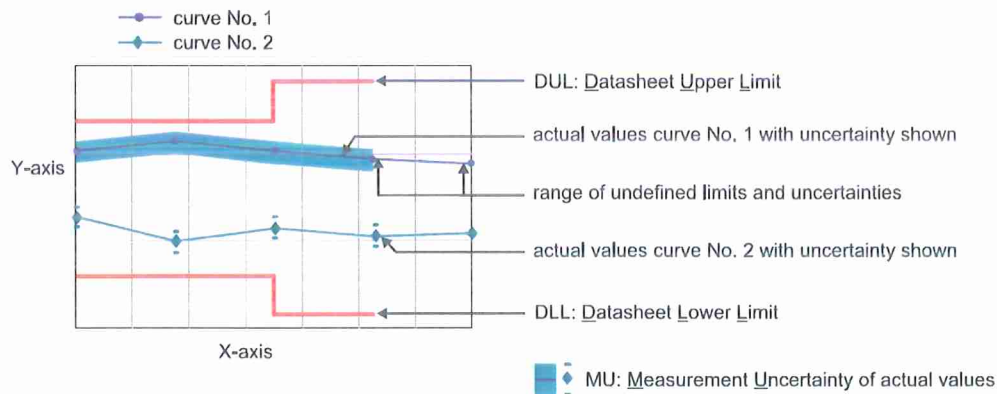 curve No. 1
curve No. 2
DUL: Datasheet Upper Limit
actual values curve No. 1 with uncertainty shown
Y-axis
range of undefined limits and uncertainties
actual values curve No. 2 with uncertainty shown
DLL: Datasheet Lower Limit
X-axis
MU: Measurement Uncertainty of actual values